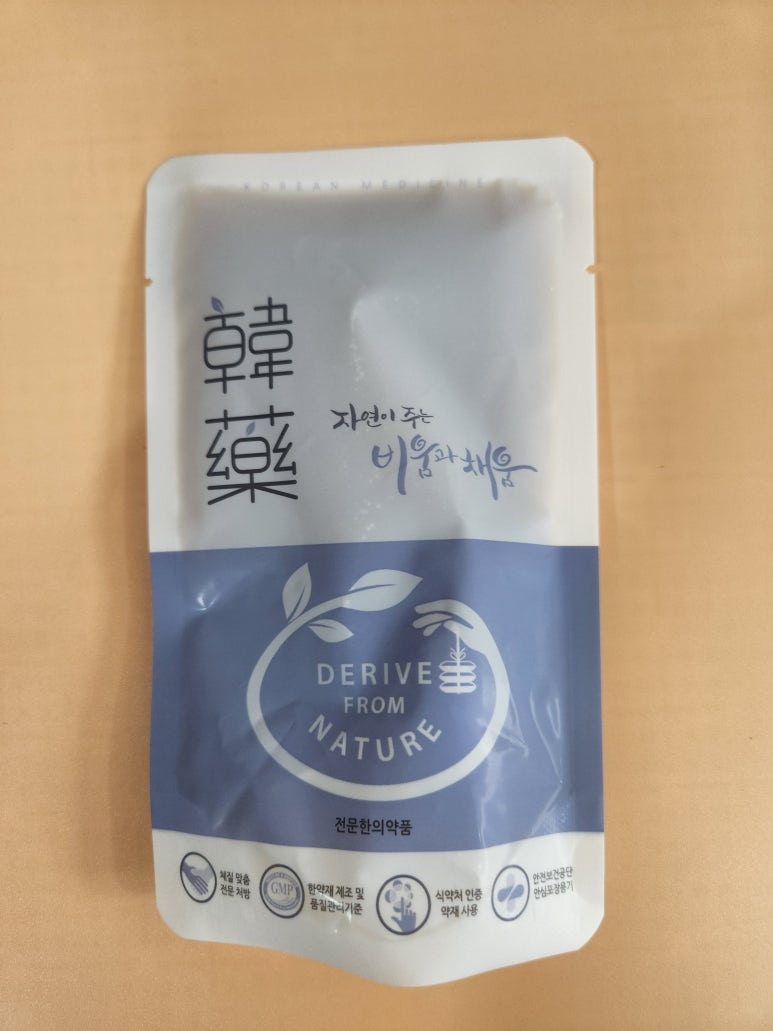 KOREAN MEDICINE
韓
藥
자연이 주는
비움과 채움
DERIVE
FROM
NATURE
전문한의약품
체질 맞춤
전문 처방
GMP
한약재 제조 및
품질관리기준
식약처 인증
약재 사용
안전보건공단
안심포장용기